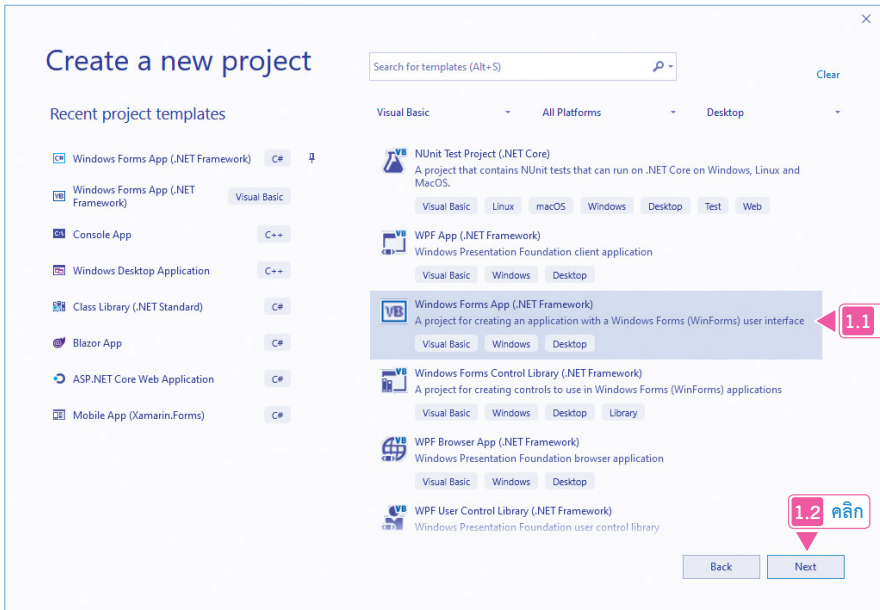 Create a new project
Search for templates (Alt+S)
Clear
Recent project templates
Visual Basic
All Platforms
Desktop
C# Windows Forms App (.NET Framework) C#
VB Windows Forms App (.NET
Framework) Visual Basic
C:\ Console App C++
Windows Desktop Application C++
Class Library (.NET Standard) C#
Blazor App C#
ASP.NET Core Web Application C#
Mobile App (Xamarin.Forms) C#
VB NUnit Test Project (.NET Core)
A project that contains NUnit tests that can run on .NET Core on Windows, Linux and
MacOS.
Visual Basic Linux macOS Windows Desktop Test Web
VB WPF App (.NET Framework)
Windows Presentation Foundation client application
Visual Basic Windows Desktop
VB Windows Forms App (.NET Framework)
A project for creating an application with a Windows Forms (WinForms) user interface
1.1
Visual Basic Windows Desktop
VB Windows Forms Control Library (.NET Framework)
A project for creating controls to use in Windows Forms (WinForms) applications
Visual Basic Windows Desktop Library
VB WPF Browser App (.NET Framework)
Windows Presentation Foundation browser application
Visual Basic Windows Desktop
VB WPF User Control Library (.NET Framework)
Windows Presentation Foundation user control library
1.2 คลิก
Back Next